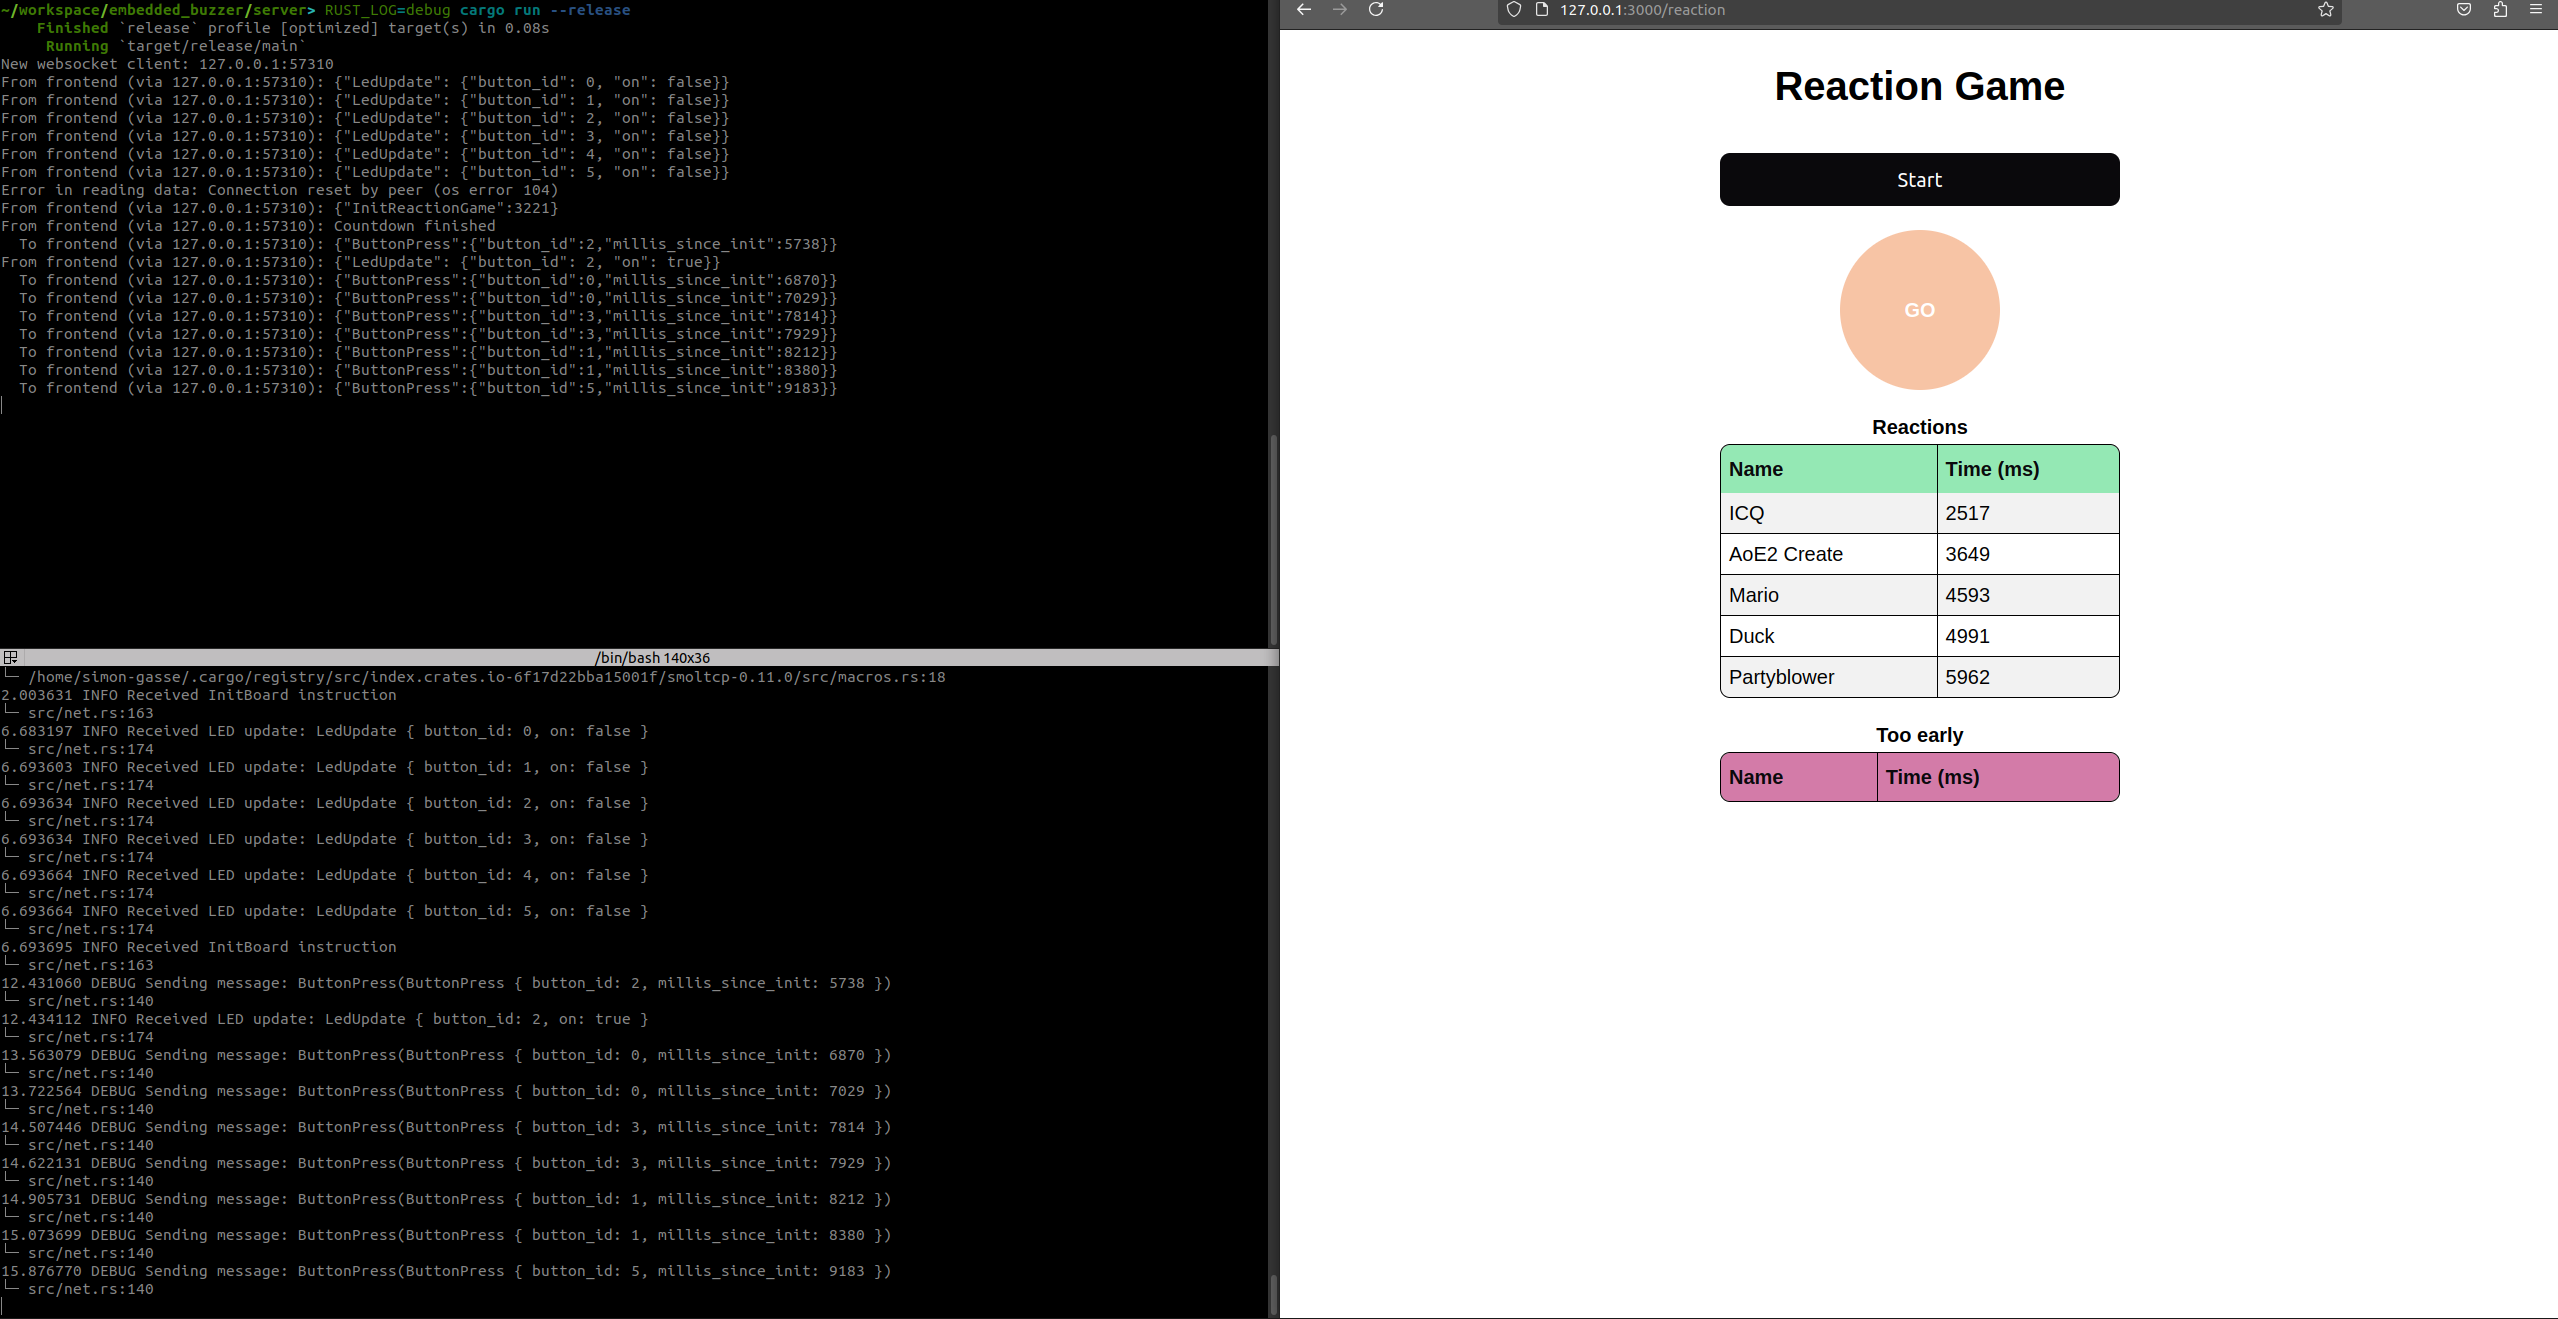 ~/workspace/embedded_buzzer/server> RUST_LOG=debug cargo run --release
Finished `release` profile [optimized] target(s) in 0.08s
Running `target/release/main`
New websocket client: 127.0.0.1:57310
From frontend (via 127.0.0.1:57310): {"LedUpdate": {"button_id": 0, "on": false}}
From frontend (via 127.0.0.1:57310): {"LedUpdate": {"button_id": 1, "on": false}}
From frontend (via 127.0.0.1:57310): {"LedUpdate": {"button_id": 2, "on": false}}
From frontend (via 127.0.0.1:57310): {"LedUpdate": {"button_id": 3, "on": false}}
From frontend (via 127.0.0.1:57310): {"LedUpdate": {"button_id": 4, "on": false}}
From frontend (via 127.0.0.1:57310): {"LedUpdate": {"button_id": 5, "on": false}}
Error in reading data: Connection reset by peer (os error 104)
From frontend (via 127.0.0.1:57310): {"InitReactionGame":3221}
From frontend (via 127.0.0.1:57310): Countdown finished
To frontend (via 127.0.0.1:57310): {"ButtonPress":{"button_id":2,"millis_since_init":5738}}
From frontend (via 127.0.0.1:57310): {"LedUpdate": {"button_id": 2, "on": true}}
To frontend (via 127.0.0.1:57310): {"ButtonPress":{"button_id":0,"millis_since_init":6870}}
To frontend (via 127.0.0.1:57310): {"ButtonPress":{"button_id":0,"millis_since_init":7029}}
To frontend (via 127.0.0.1:57310): {"ButtonPress":{"button_id":3,"millis_since_init":7814}}
To frontend (via 127.0.0.1:57310): {"ButtonPress":{"button_id":3,"millis_since_init":7929}}
To frontend (via 127.0.0.1:57310): {"ButtonPress":{"button_id":1,"millis_since_init":8212}}
To frontend (via 127.0.0.1:57310): {"ButtonPress":{"button_id":1,"millis_since_init":8380}}
To frontend (via 127.0.0.1:57310): {"ButtonPress":{"button_id":5,"millis_since_init":9183}}
/bin/bash 140x36
└─ /home/simon-gasse/.cargo/registry/src/index.crates.io-6f17d22bba15001f/smoltcp-0.11.0/src/macros.rs:18
2.003631 INFO Received InitBoard instruction
└─ src/net.rs:163
6.683197 INFO Received LED update: LedUpdate { button_id: 0, on: false }
└─ src/net.rs:174
6.693603 INFO Received LED update: LedUpdate { button_id: 1, on: false }
└─ src/net.rs:174
6.693634 INFO Received LED update: LedUpdate { button_id: 2, on: false }
└─ src/net.rs:174
6.693634 INFO Received LED update: LedUpdate { button_id: 3, on: false }
└─ src/net.rs:174
6.693664 INFO Received LED update: LedUpdate { button_id: 4, on: false }
└─ src/net.rs:174
6.693664 INFO Received LED update: LedUpdate { button_id: 5, on: false }
└─ src/net.rs:174
6.693695 INFO Received InitBoard instruction
└─ src/net.rs:163
12.431060 DEBUG Sending message: ButtonPress(ButtonPress { button_id: 2, millis_since_init: 5738 })
└─ src/net.rs:140
12.434112 INFO Received LED update: LedUpdate { button_id: 2, on: true }
└─ src/net.rs:174
13.563079 DEBUG Sending message: ButtonPress(ButtonPress { button_id: 0, millis_since_init: 6870 })
└─ src/net.rs:140
13.722564 DEBUG Sending message: ButtonPress(ButtonPress { button_id: 0, millis_since_init: 7029 })
└─ src/net.rs:140
14.507446 DEBUG Sending message: ButtonPress(ButtonPress { button_id: 3, millis_since_init: 7814 })
└─ src/net.rs:140
14.622131 DEBUG Sending message: ButtonPress(ButtonPress { button_id: 3, millis_since_init: 7929 })
└─ src/net.rs:140
14.905731 DEBUG Sending message: ButtonPress(ButtonPress { button_id: 1, millis_since_init: 8212 })
└─ src/net.rs:140
15.073699 DEBUG Sending message: ButtonPress(ButtonPress { button_id: 1, millis_since_init: 8380 })
└─ src/net.rs:140
15.876770 DEBUG Sending message: ButtonPress(ButtonPress { button_id: 5, millis_since_init: 9183 })
└─ src/net.rs:140
127.0.0.1:3000/reaction
Reaction Game
Start
GO
Reactions
Name Time (ms)
ICQ 2517
AoE2 Create 3649
Mario 4593
Duck 4991
Partyblower 5962
Too early
Name Time (ms)